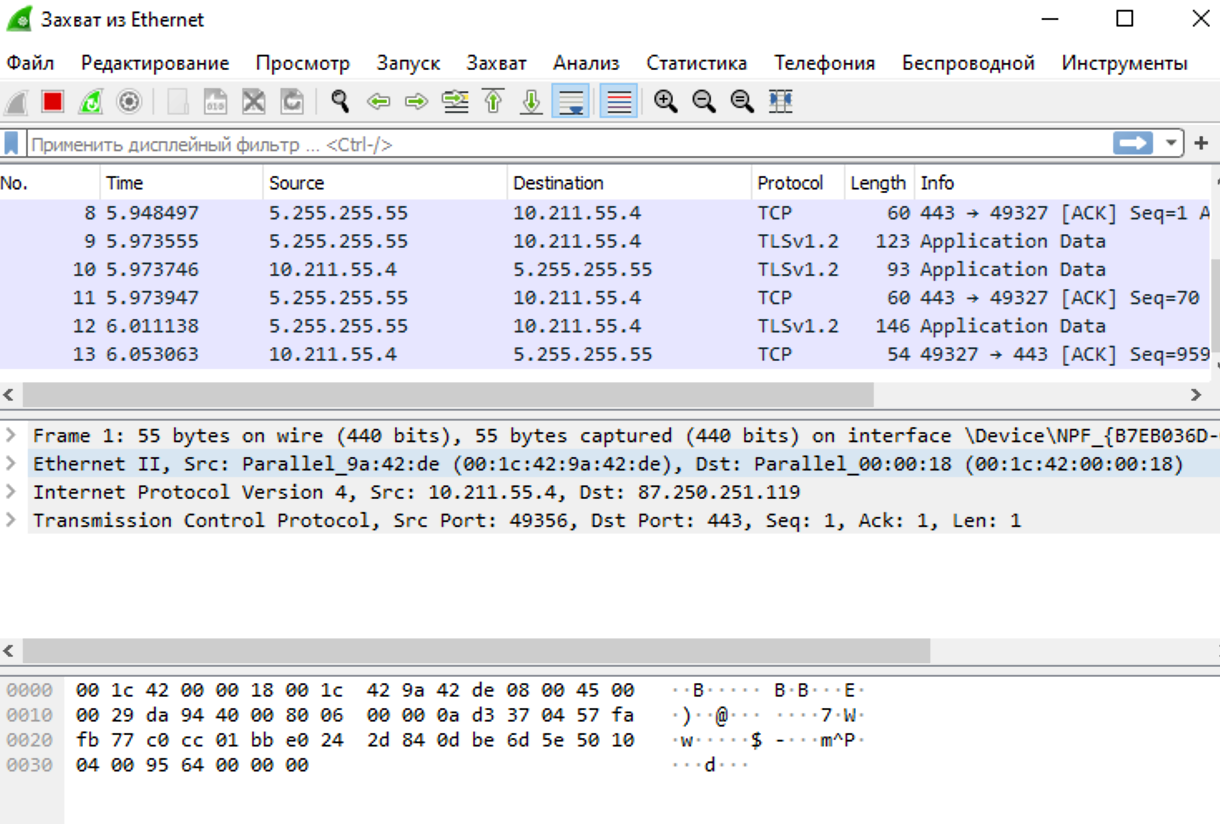 Захват из Ethernet
Файл Редактирование Просмотр Запуск Захват Анализ Статистика Телефония Беспроводной Инструменты
Применить дисплейный фильтр ... <Ctrl-/> +
No. Time Source Destination Protocol Length Info
8 5.948497 5.255.255.55 10.211.55.4 TCP 60 443 → 49327 [ACK] Seq=1 A
9 5.973555 5.255.255.55 10.211.55.4 TLSv1.2 123 Application Data
10 5.973746 10.211.55.4 5.255.255.55 TLSv1.2 93 Application Data
11 5.973947 5.255.255.55 10.211.55.4 TCP 60 443 → 49327 [ACK] Seq=70
12 6.011138 5.255.255.55 10.211.55.4 TLSv1.2 146 Application Data
13 6.053063 10.211.55.4 5.255.255.55 TCP 54 49327 → 443 [ACK] Seq=959
Frame 1: 55 bytes on wire (440 bits), 55 bytes captured (440 bits) on interface \Device\NPF_{B7EB036D-
Ethernet II, Src: Parallel_9a:42:de (00:1c:42:9a:42:de), Dst: Parallel_00:00:18 (00:1c:42:00:00:18)
Internet Protocol Version 4, Src: 10.211.55.4, Dst: 87.250.251.119
Transmission Control Protocol, Src Port: 49356, Dst Port: 443, Seq: 1, Ack: 1, Len: 1
0000 00 1c 42 00 00 18 00 1c 42 9a 42 de 08 00 45 00 ··B····· B·B···E·
0010 00 29 da 94 40 00 80 06 00 00 0a d3 37 04 57 fa ·)··@··· ····7·W·
0020 fb 77 c0 cc 01 bb e0 24 2d 84 0d be 6d 5e 50 10 ·w·····$ -···m^P·
0030 04 00 95 64 00 00 00 ···d···